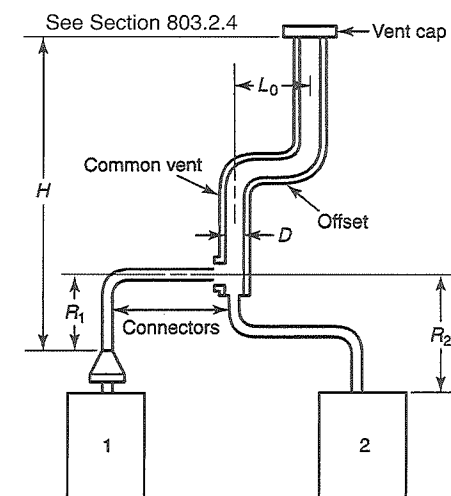 See Section 803.2.4
Vent cap
L₀
Common vent
H
Offset
D
R₁
Connectors
R₂
1
2